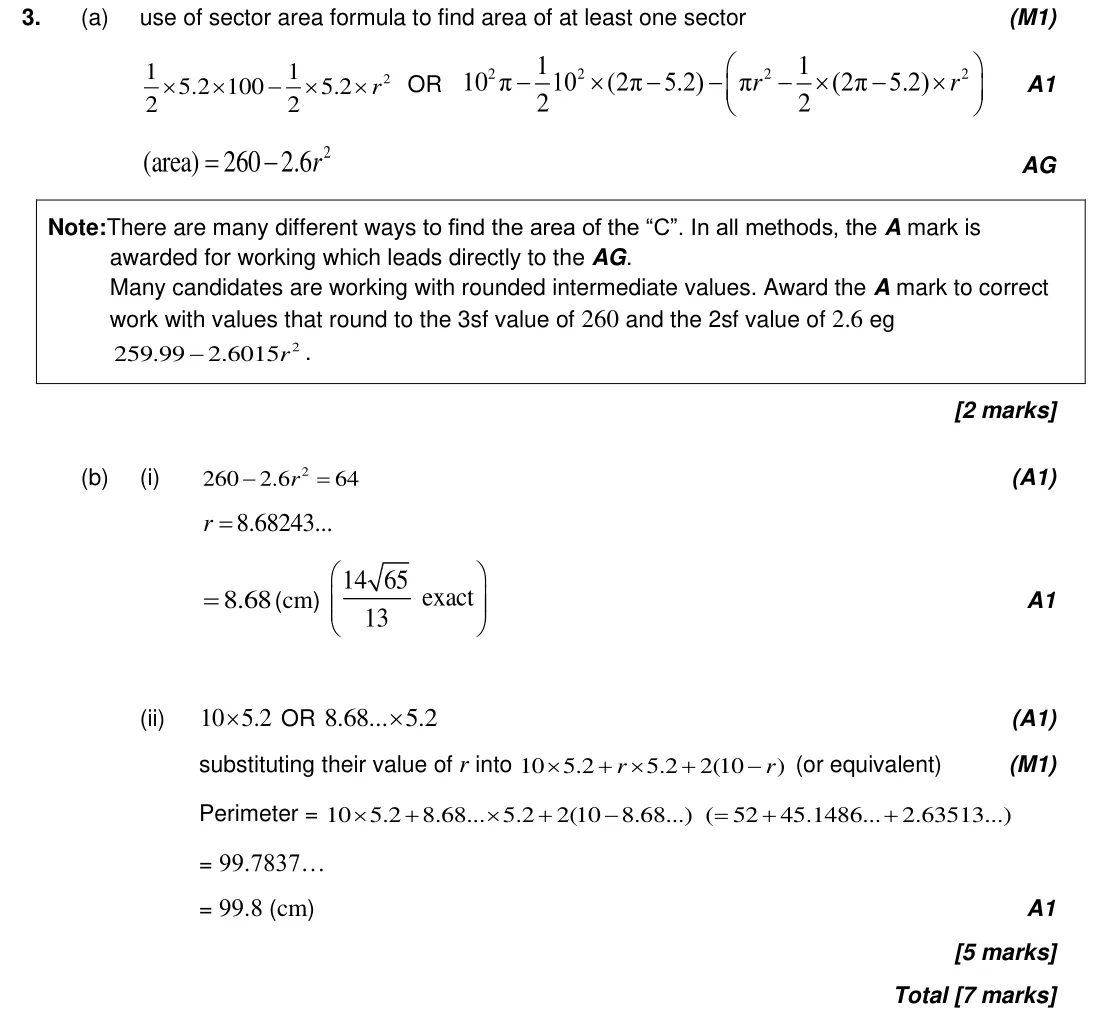 3. (a) use of sector area formula to find area of at least one sector (M1)
1/2 × 5.2 × 100 − 1/2 × 5.2 × r² OR 10²π − 1/2 10² × (2π − 5.2) − (πr² − 1/2 × (2π − 5.2) × r²) A1
(area) = 260 − 2.6r² AG
Note: There are many different ways to find the area of the “C”. In all methods, the A mark is
awarded for working which leads directly to the AG.
Many candidates are working with rounded intermediate values. Award the A mark to correct
work with values that round to the 3sf value of 260 and the 2sf value of 2.6 eg
259.99 − 2.6015r² .
[2 marks]
(b) (i) 260 − 2.6r² = 64 (A1)
r = 8.68243...
= 8.68 (cm) (14√65/13 exact) A1
(ii) 10 × 5.2 OR 8.68... × 5.2 (A1)
substituting their value of r into 10 × 5.2 + r × 5.2 + 2(10 − r) (or equivalent) (M1)
Perimeter = 10 × 5.2 + 8.68... × 5.2 + 2(10 − 8.68...) (= 52 + 45.1486... + 2.63513...)
= 99.7837…
= 99.8 (cm) A1
[5 marks]
Total [7 marks]